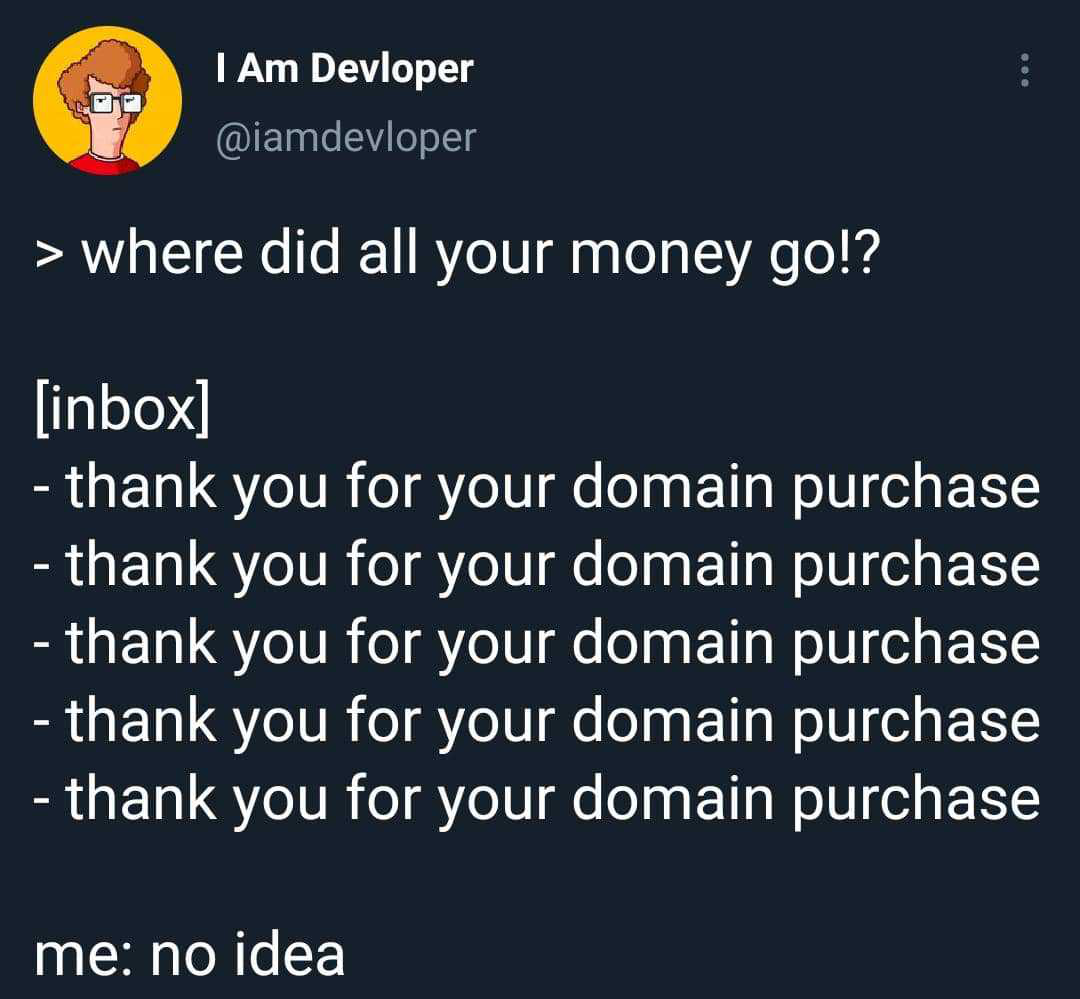 I Am Devloper
@iamdevloper
> where did all your money go!?
[inbox]
- thank you for your domain purchase
- thank you for your domain purchase
- thank you for your domain purchase
- thank you for your domain purchase
- thank you for your domain purchase
me: no idea